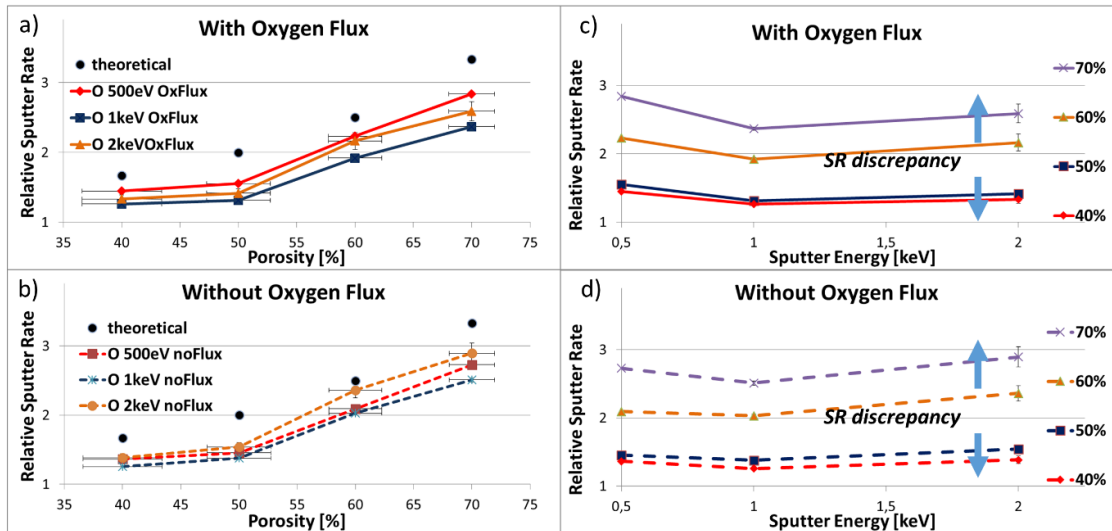 a)
With Oxygen Flux
Relative Sputter Rate
theoretical
O 500eV OxFlux
O 1keV OxFlux
O 2keVOxFlux
3
2
1
35 40 45 50 55 60 65 70 75
Porosity [%]
c)
With Oxygen Flux
Relative Sputter Rate
3
2
1
SR discrepancy
70%
60%
50%
40%
0,5 1 1,5 2
Sputter Energy [keV]
b)
Without Oxygen Flux
Relative Sputter Rate
theoretical
O 500eV noFlux
O 1keV noFlux
O 2keV noFlux
3
2
1
35 40 45 50 55 60 65 70 75
Porosity [%]
d)
Without Oxygen Flux
Relative Sputter Rate
3
2
1
SR discrepancy
70%
60%
50%
40%
0,5 1 1,5 2
Sputter Energy [keV]